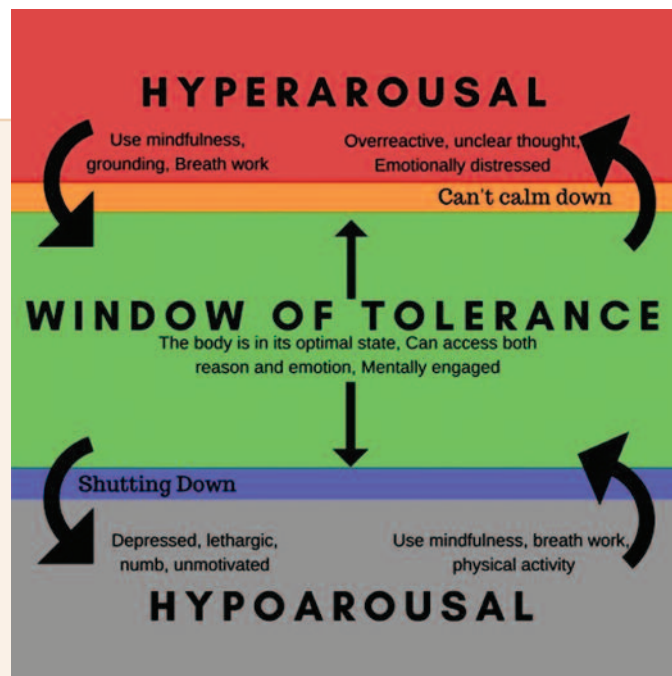 HYPERAROUSAL
Use mindfulness,
grounding, Breath work
Overreactive, unclear thought,
Emotionally distressed
Can't calm down
WINDOW OF TOLERANCE
The body is in its optimal state, Can access both
reason and emotion, Mentally engaged
Shutting Down
Depressed, lethargic,
numb, unmotivated
Use mindfulness, breath work,
physical activity
HYPOAROUSAL